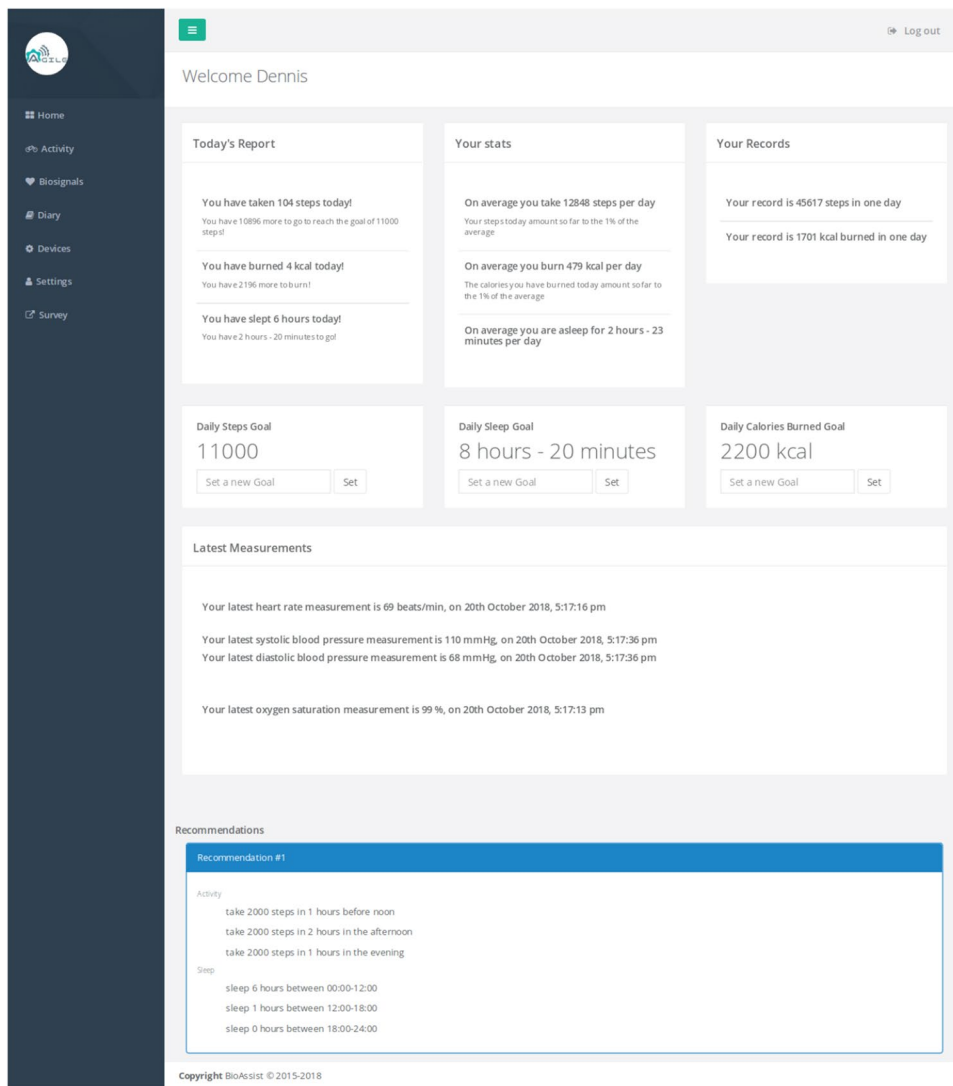 AGILE
Home
Activity
Biosignals
Diary
Devices
Settings
Survey
Log out
Welcome Dennis
Today's Report
You have taken 104 steps today!
You have 10896 more to go to reach the goal of 11000
steps!
You have burned 4 kcal today!
You have 2196 more to burn!
You have slept 6 hours today!
You have 2 hours - 20 minutes to go!
Your stats
On average you take 12848 steps per day
Your steps today amount so far to the 1% of the
average
On average you burn 479 kcal per day
The calories you have burned today amount so far to
the 1% of the average
On average you are asleep for 2 hours - 23
minutes per day
Your Records
Your record is 45617 steps in one day
Your record is 1701 kcal burned in one day
Daily Steps Goal
11000
Set a new Goal
Set
Daily Sleep Goal
8 hours - 20 minutes
Set a new Goal
Set
Daily Calories Burned Goal
2200 kcal
Set a new Goal
Set
Latest Measurements
Your latest heart rate measurement is 69 beats/min, on 20th October 2018, 5:17:16 pm
Your latest systolic blood pressure measurement is 110 mmHg, on 20th October 2018, 5:17:36 pm
Your latest diastolic blood pressure measurement is 68 mmHg, on 20th October 2018, 5:17:36 pm
Your latest oxygen saturation measurement is 99 %, on 20th October 2018, 5:17:13 pm
Recommendations
Recommendation #1
Activity
take 2000 steps in 1 hours before noon
take 2000 steps in 2 hours in the afternoon
take 2000 steps in 1 hours in the evening
Sleep
sleep 6 hours between 00:00-12:00
sleep 1 hours between 12:00-18:00
sleep 0 hours between 18:00-24:00
Copyright BioAssist © 2015-2018